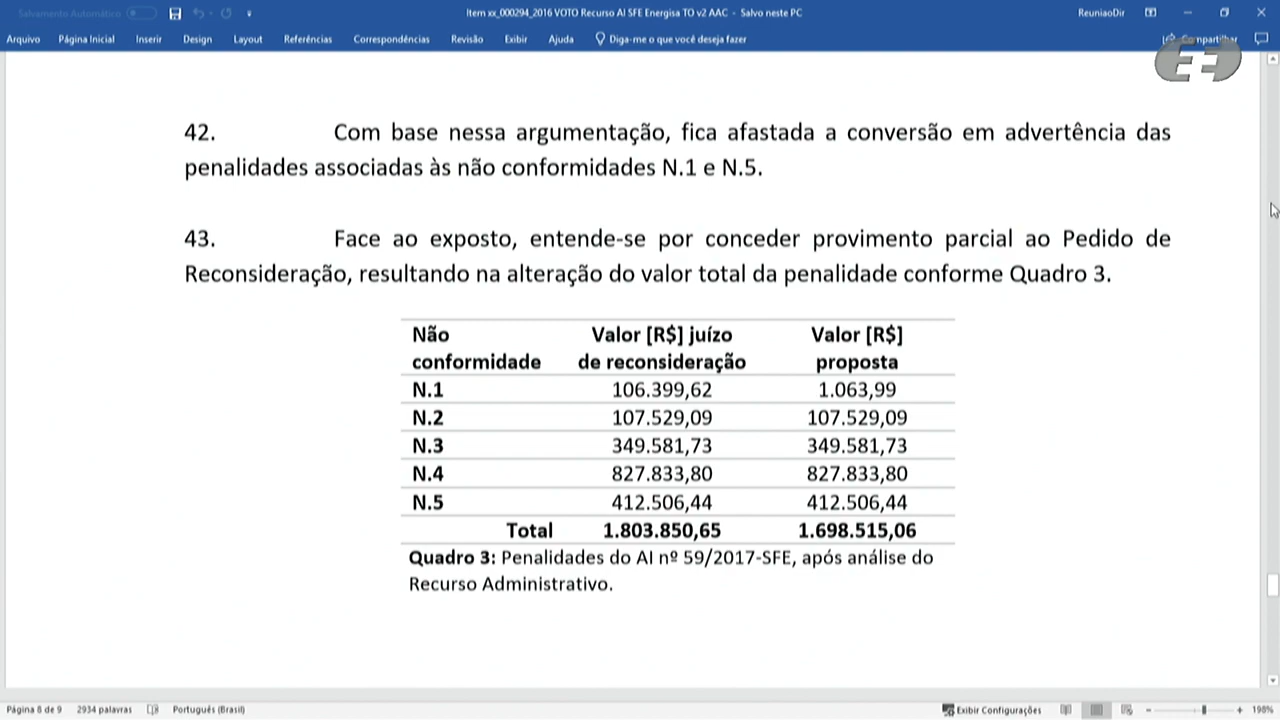 Salvamento Automático
Item xx_000294_2016 VOTO Recurso AI SFE Energisa TO v2 AAC - Salvo neste PC
ReuniaoDir
Arquivo Página Inicial Inserir Design Layout Referências Correspondências Revisão Exibir Ajuda Diga-me o que você deseja fazer Compartilhar
42. Com base nessa argumentação, fica afastada a conversão em advertência das
penalidades associadas às não conformidades N.1 e N.5.
43. Face ao exposto, entende-se por conceder provimento parcial ao Pedido de
Reconsideração, resultando na alteração do valor total da penalidade conforme Quadro 3.
Não Valor [R$] juízo Valor [R$]
conformidade de reconsideração proposta
N.1 106.399,62 1.063,99
N.2 107.529,09 107.529,09
N.3 349.581,73 349.581,73
N.4 827.833,80 827.833,80
N.5 412.506,44 412.506,44
Total 1.803.850,65 1.698.515,06
Quadro 3: Penalidades do AI nº 59/2017-SFE, após análise do
Recurso Administrativo.
Página 8 de 9 2934 palavras Português (Brasil) Exibir Configurações 198%